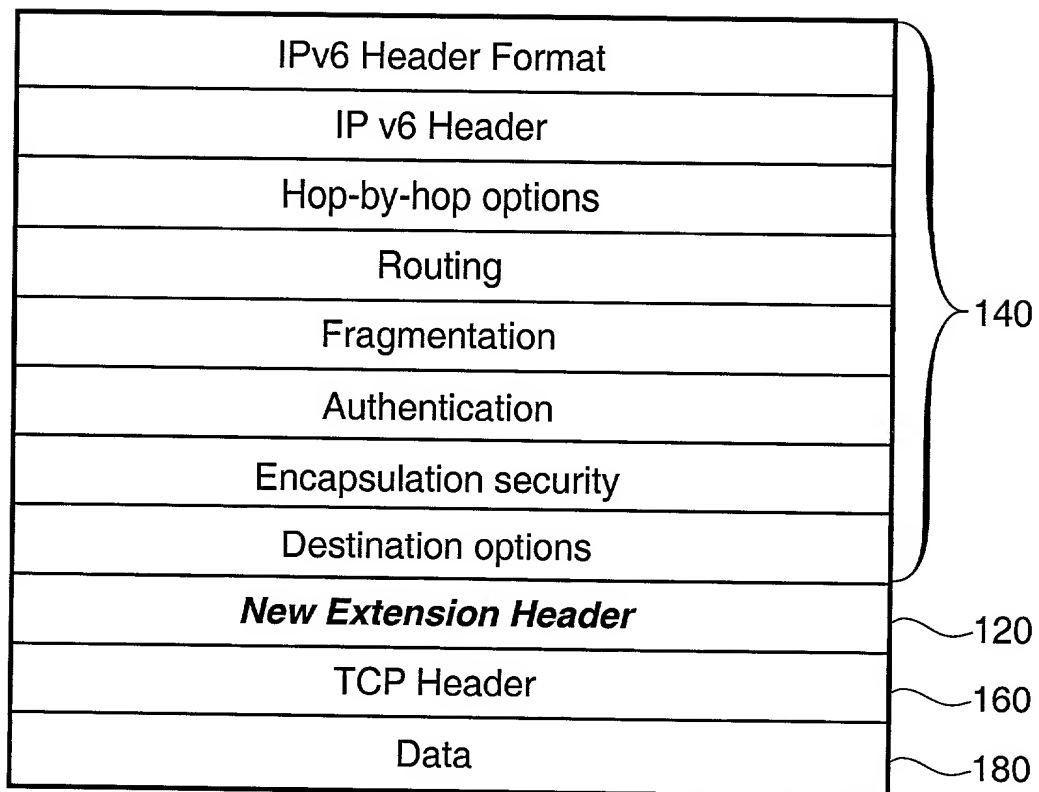 IPv6 Header Format
IP v6 Header
Hop-by-hop options
Routing
Fragmentation
140
Authentication
Encapsulation security
Destination options
New Extension Header
120
TCP Header
160
Data
180